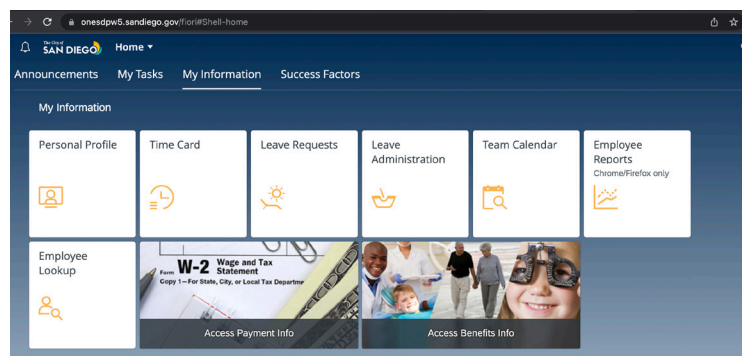 onesdpw5.sandiego.gov/fiori#Shell-home
The City of
SAN DIEGO
Home
Announcements My Tasks My Information Success Factors
My Information
Personal Profile
Time Card
Leave Requests
Leave
Administration
Team Calendar
Employee
Reports
Chrome/Firefox only
Employee
Lookup
Form W-2 Wage and Tax
Statement
Copy 1—For State, City, or Local Tax Departme
Access Payment Info
Access Benefits Info